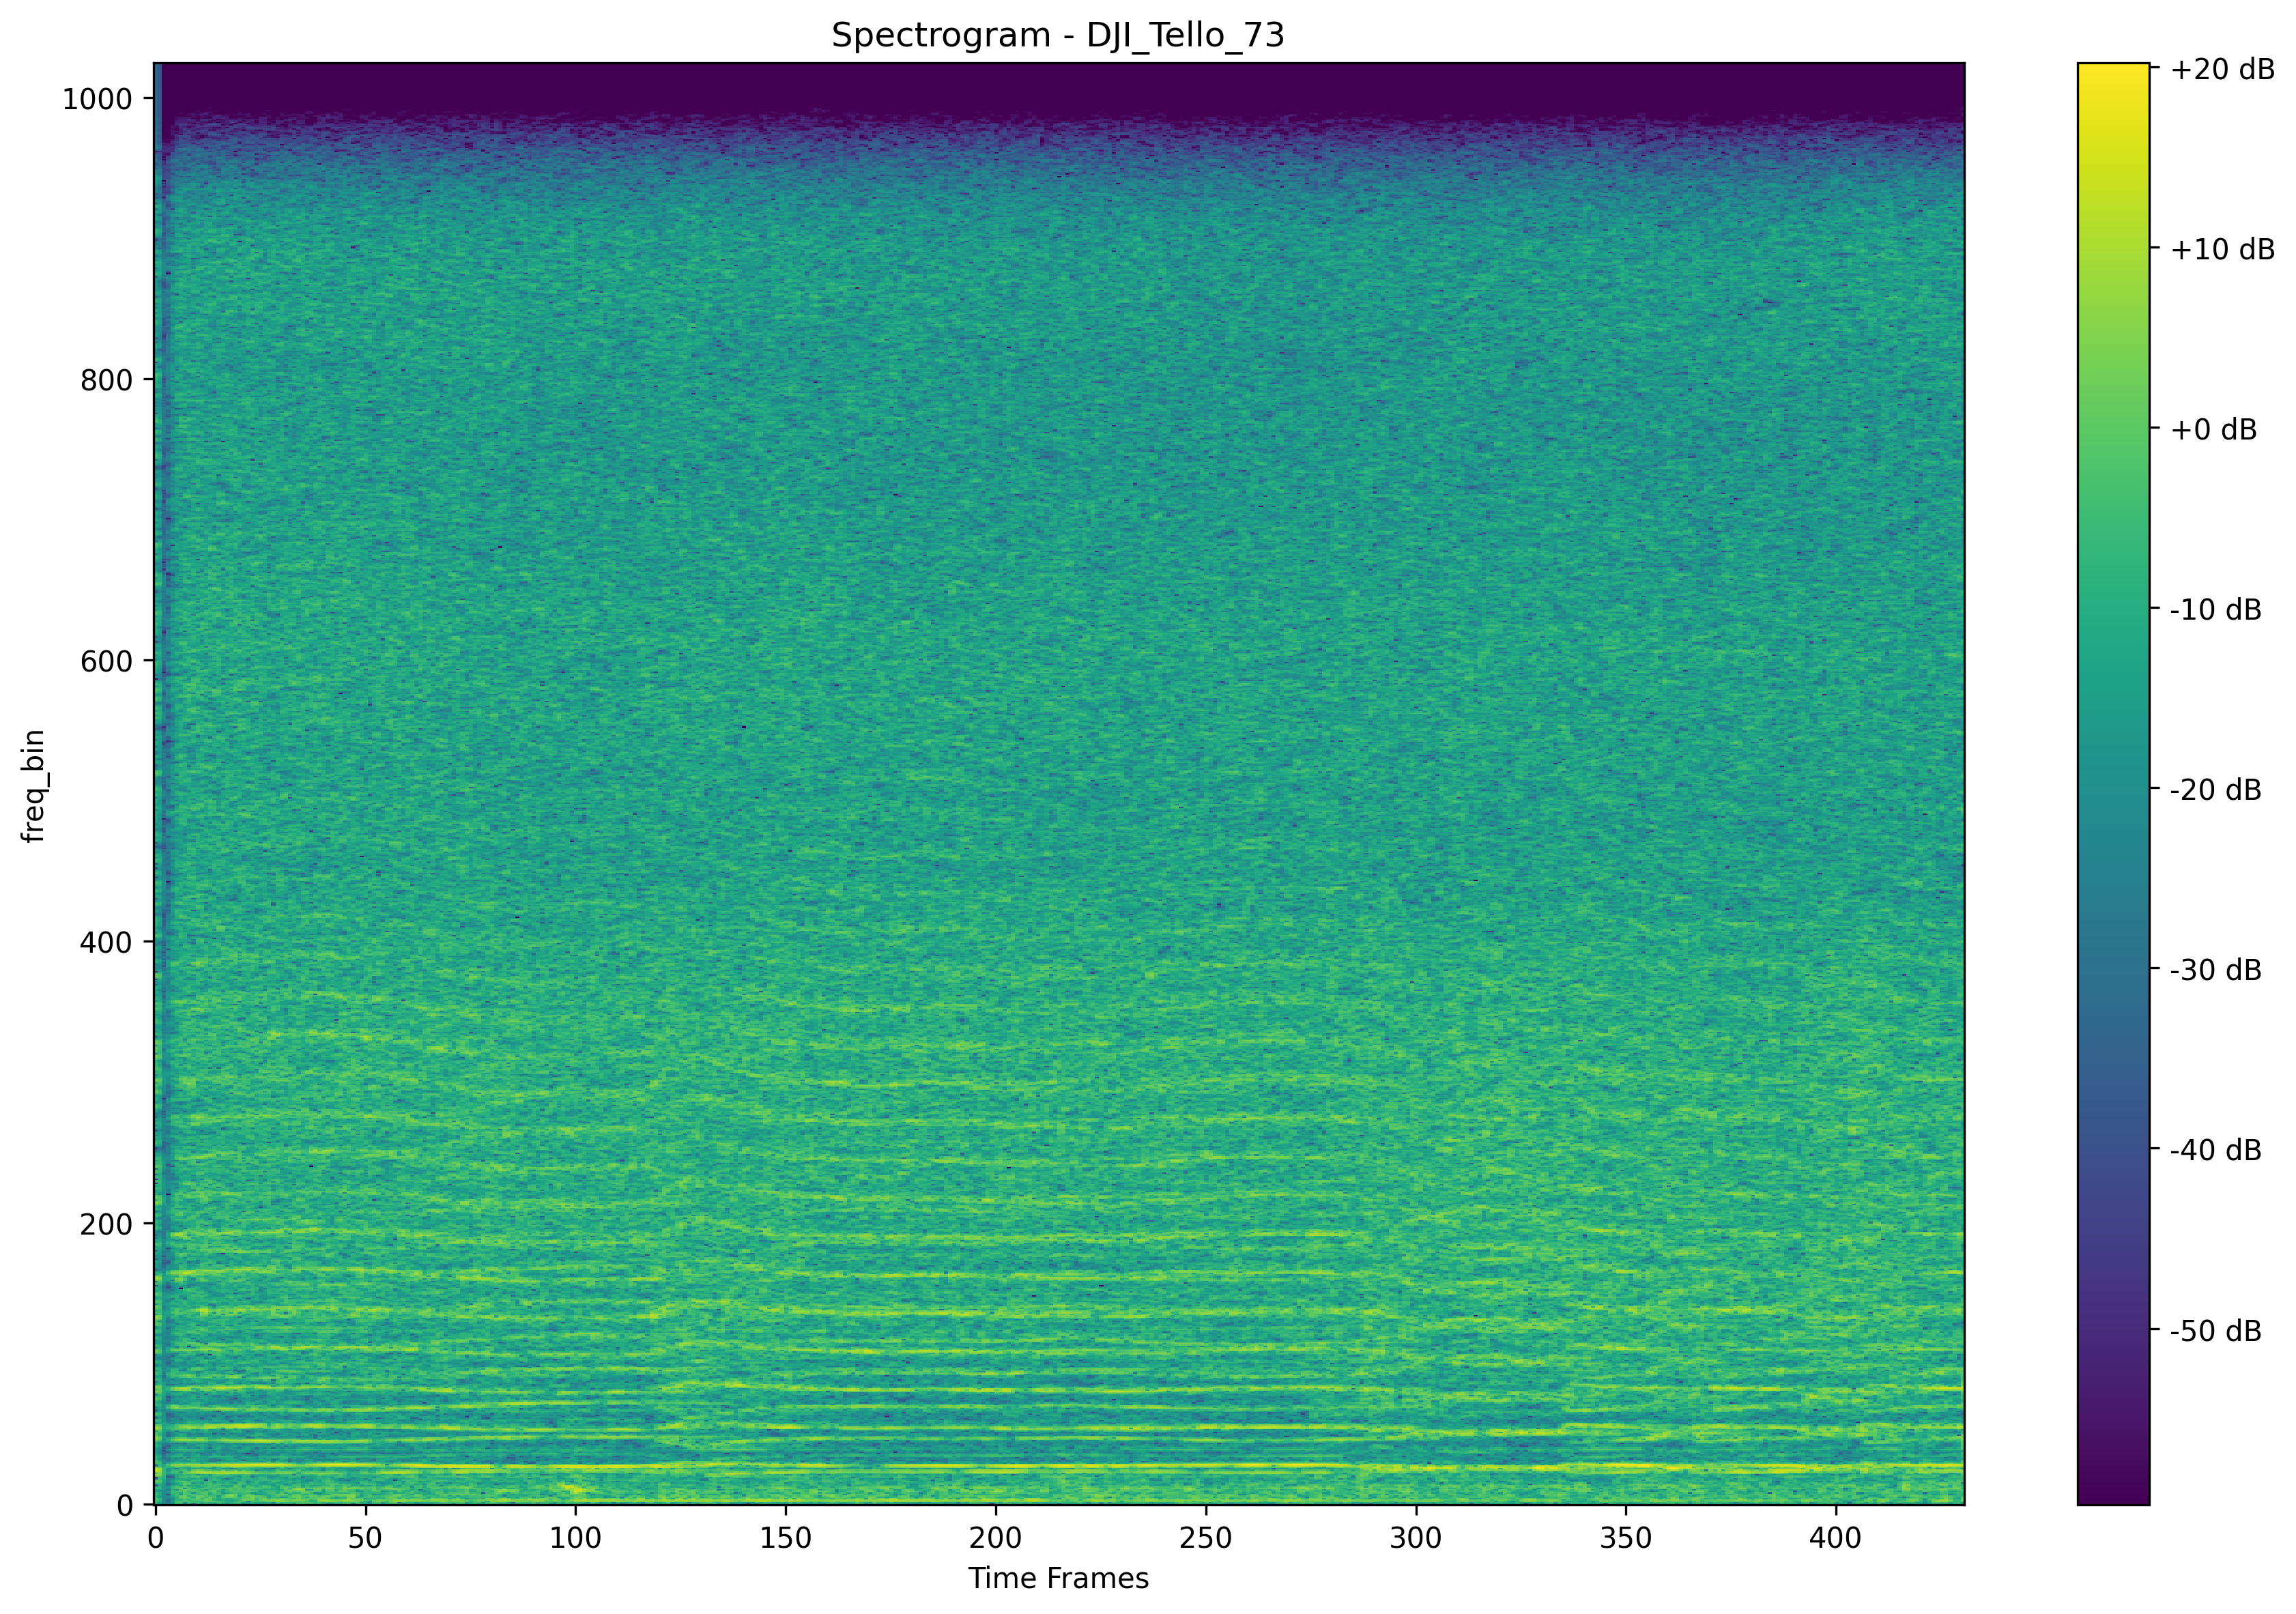 Spectrogram - DJI_Tello_73
1000
800
600
400
200
0
freq_bin
0 50 100 150 200 250 300 350 400
Time Frames
+20 dB
+10 dB
+0 dB
-10 dB
-20 dB
-30 dB
-40 dB
-50 dB